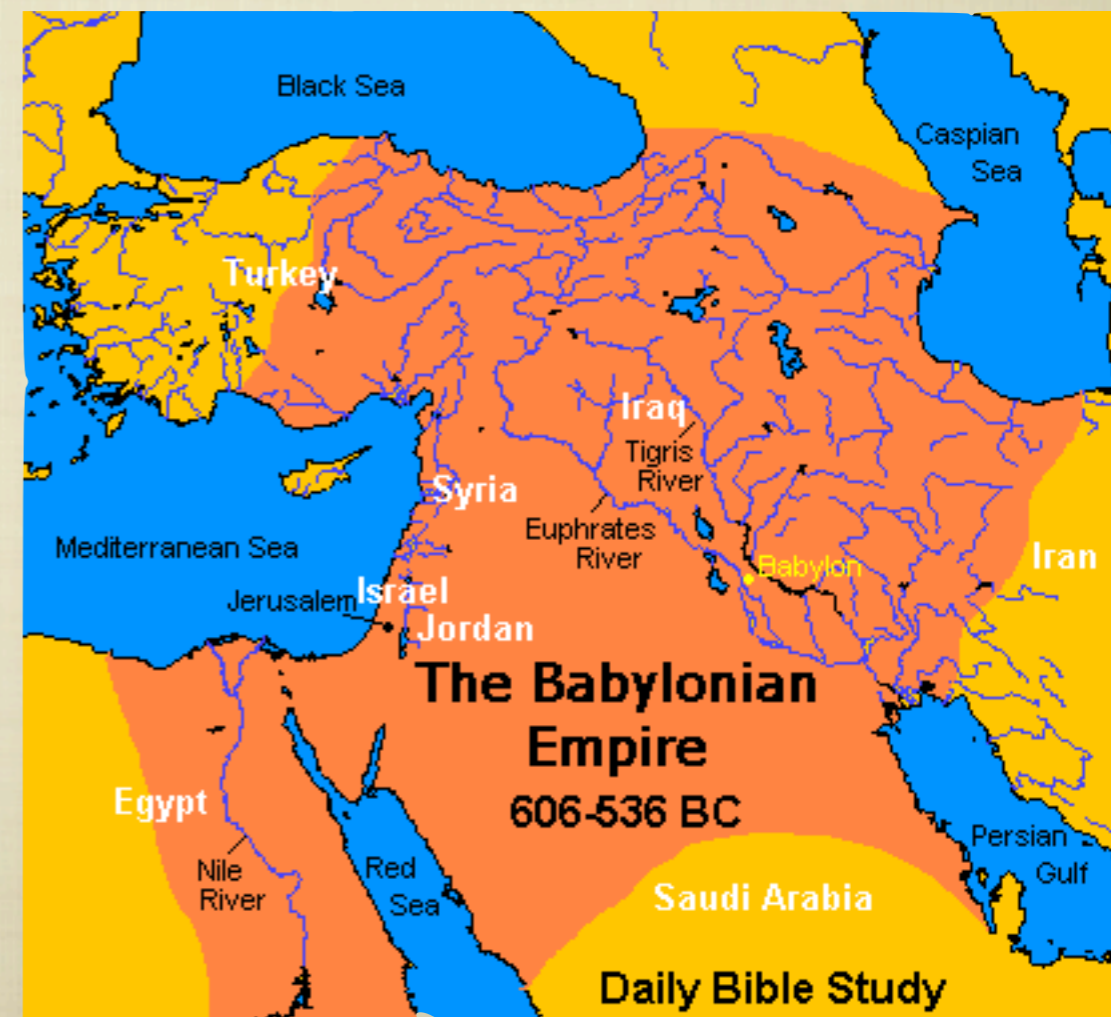 Black Sea
Caspian
Sea
Turkey
Iraq
Tigris
River
Syria
Euphrates
River
Mediterranean Sea
Iran
Babylon
Israel
Jerusalem
Jordan
The Babylonian
Empire
606-536 BC
Egypt
Nile
River
Red
Sea
Persian
Gulf
Saudi Arabia
Daily Bible Study